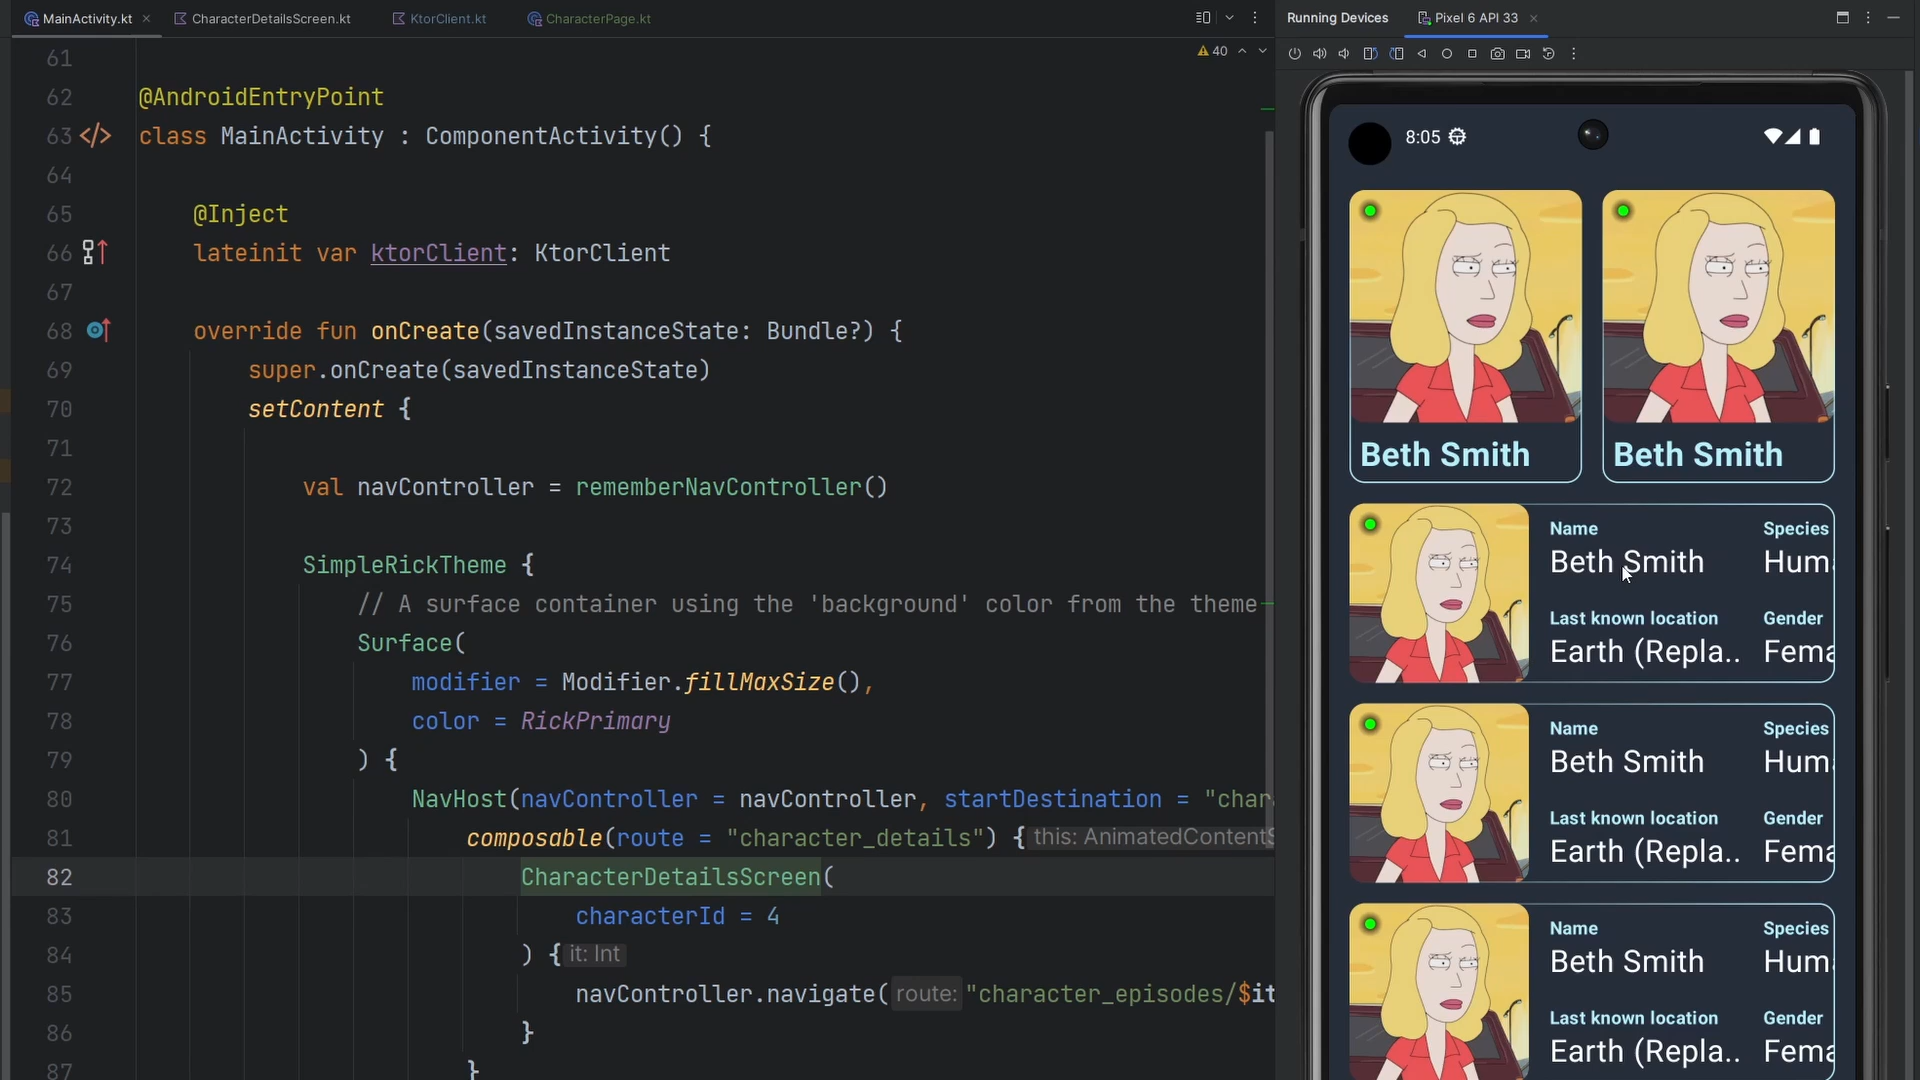 MainActivity.kt
CharacterDetailsScreen.kt
KtorClient.kt
CharacterPage.kt
Running Devices
Pixel 6 API 33
40
61
62 @AndroidEntryPoint
63 class MainActivity : ComponentActivity() {
64
65 @Inject
66 lateinit var ktorClient: KtorClient
67
68 override fun onCreate(savedInstanceState: Bundle?) {
69 super.onCreate(savedInstanceState)
70 setContent {
71
72 val navController = rememberNavController()
73
74 SimpleRickTheme {
75 // A surface container using the 'background' color from the theme
76 Surface(
77 modifier = Modifier.fillMaxSize(),
78 color = RickPrimary
79 ) {
80 NavHost(navController = navController, startDestination = "char
81 composable(route = "character_details") { this: AnimatedContentS
82 CharacterDetailsScreen(
83 characterId = 4
84 ) { it: Int
85 navController.navigate( route: "character_episodes/$it
86 }
87 }
8:05
Beth Smith
Beth Smith
Name Species
Beth Smith Huma
Last known location Gender
Earth (Repla.. Fema
Name Species
Beth Smith Huma
Last known location Gender
Earth (Repla.. Fema
Name Species
Beth Smith Huma
Last known location Gender
Earth (Repla.. Fema